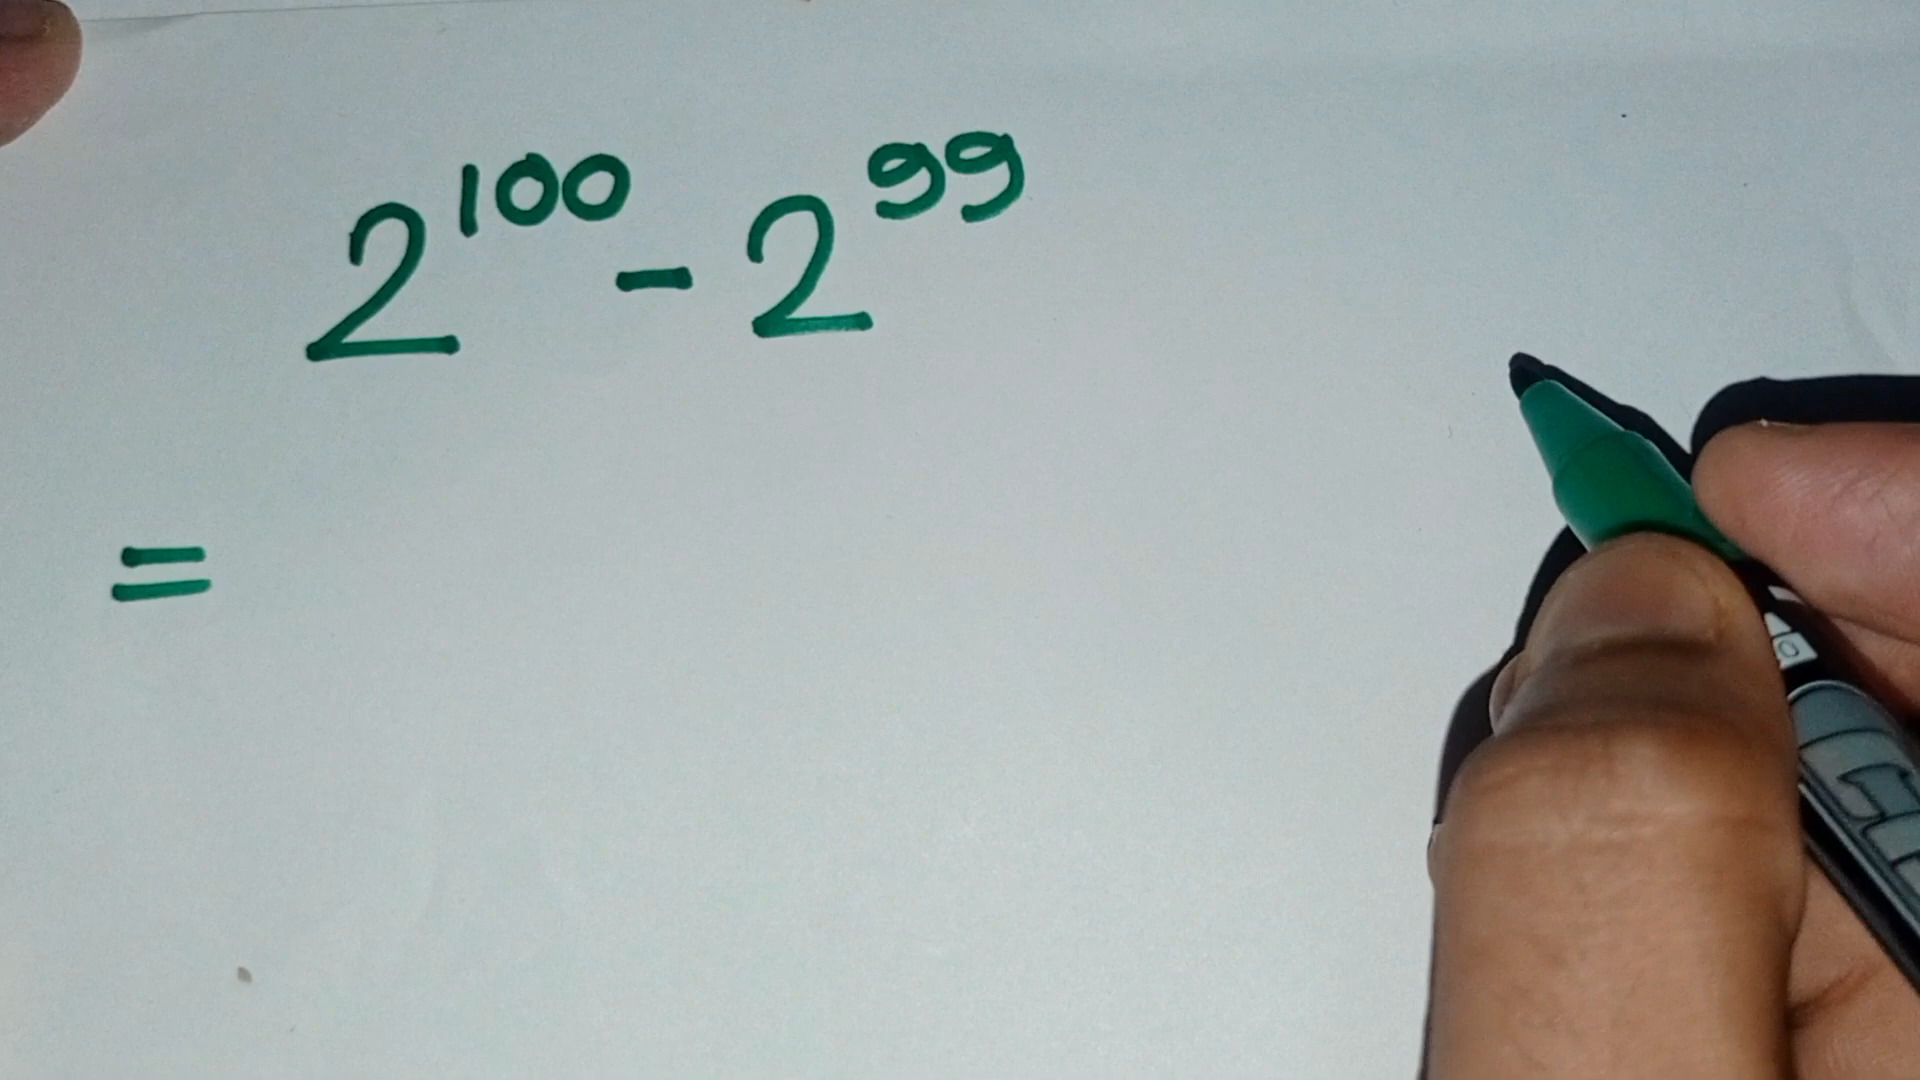 2¹⁰⁰ - 2⁹⁹
=